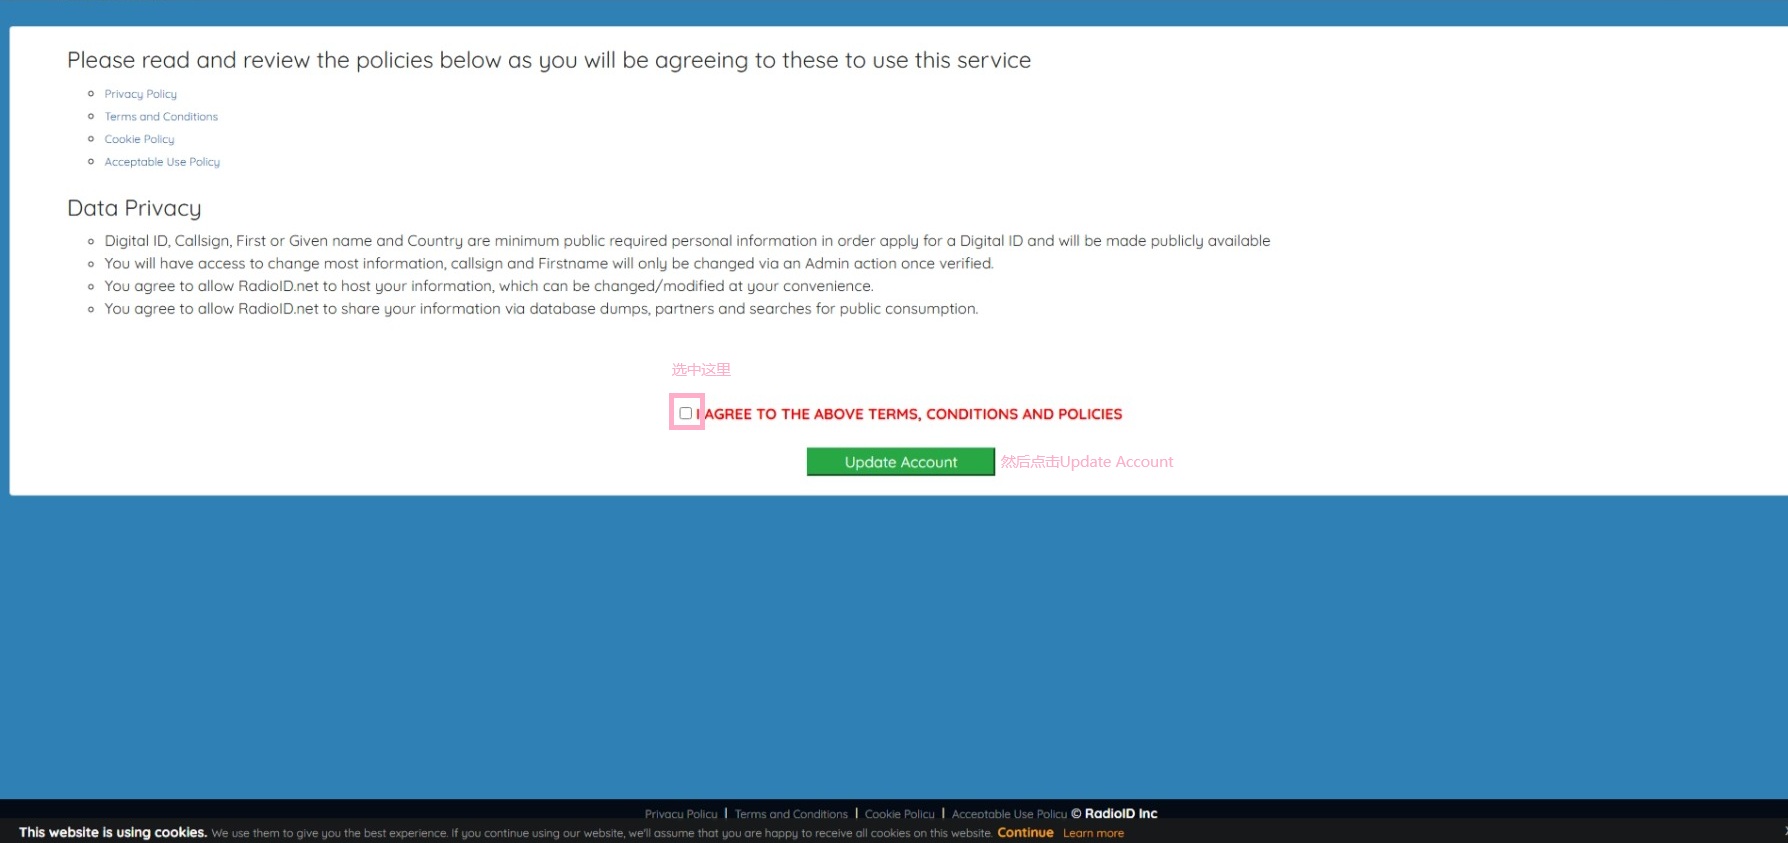 Please read and review the policies below as you will be agreeing to these to use this service
Privacy Policy
Terms and Conditions
Cookie Policy
Acceptable Use Policy
Data Privacy
Digital ID, Callsign, First or Given name and Country are minimum public required personal information in order apply for a Digital ID and will be made publicly available
You will have access to change most information, callsign and Firstname will only be changed via an Admin action once verified.
You agree to allow RadioID.net to host your information, which can be changed/modified at your convenience.
You agree to allow RadioID.net to share your information via database dumps, partners and searches for public consumption.
选中这里
I AGREE TO THE ABOVE TERMS, CONDITIONS AND POLICIES
Update Account 然后点击Update Account
Privacy Policy | Terms and Conditions | Cookie Policy | Acceptable Use Policy © RadioID Inc
This website is using cookies. We use them to give you the best experience. If you continue using our website, we'll assume that you are happy to receive all cookies on this website. Continue Learn more